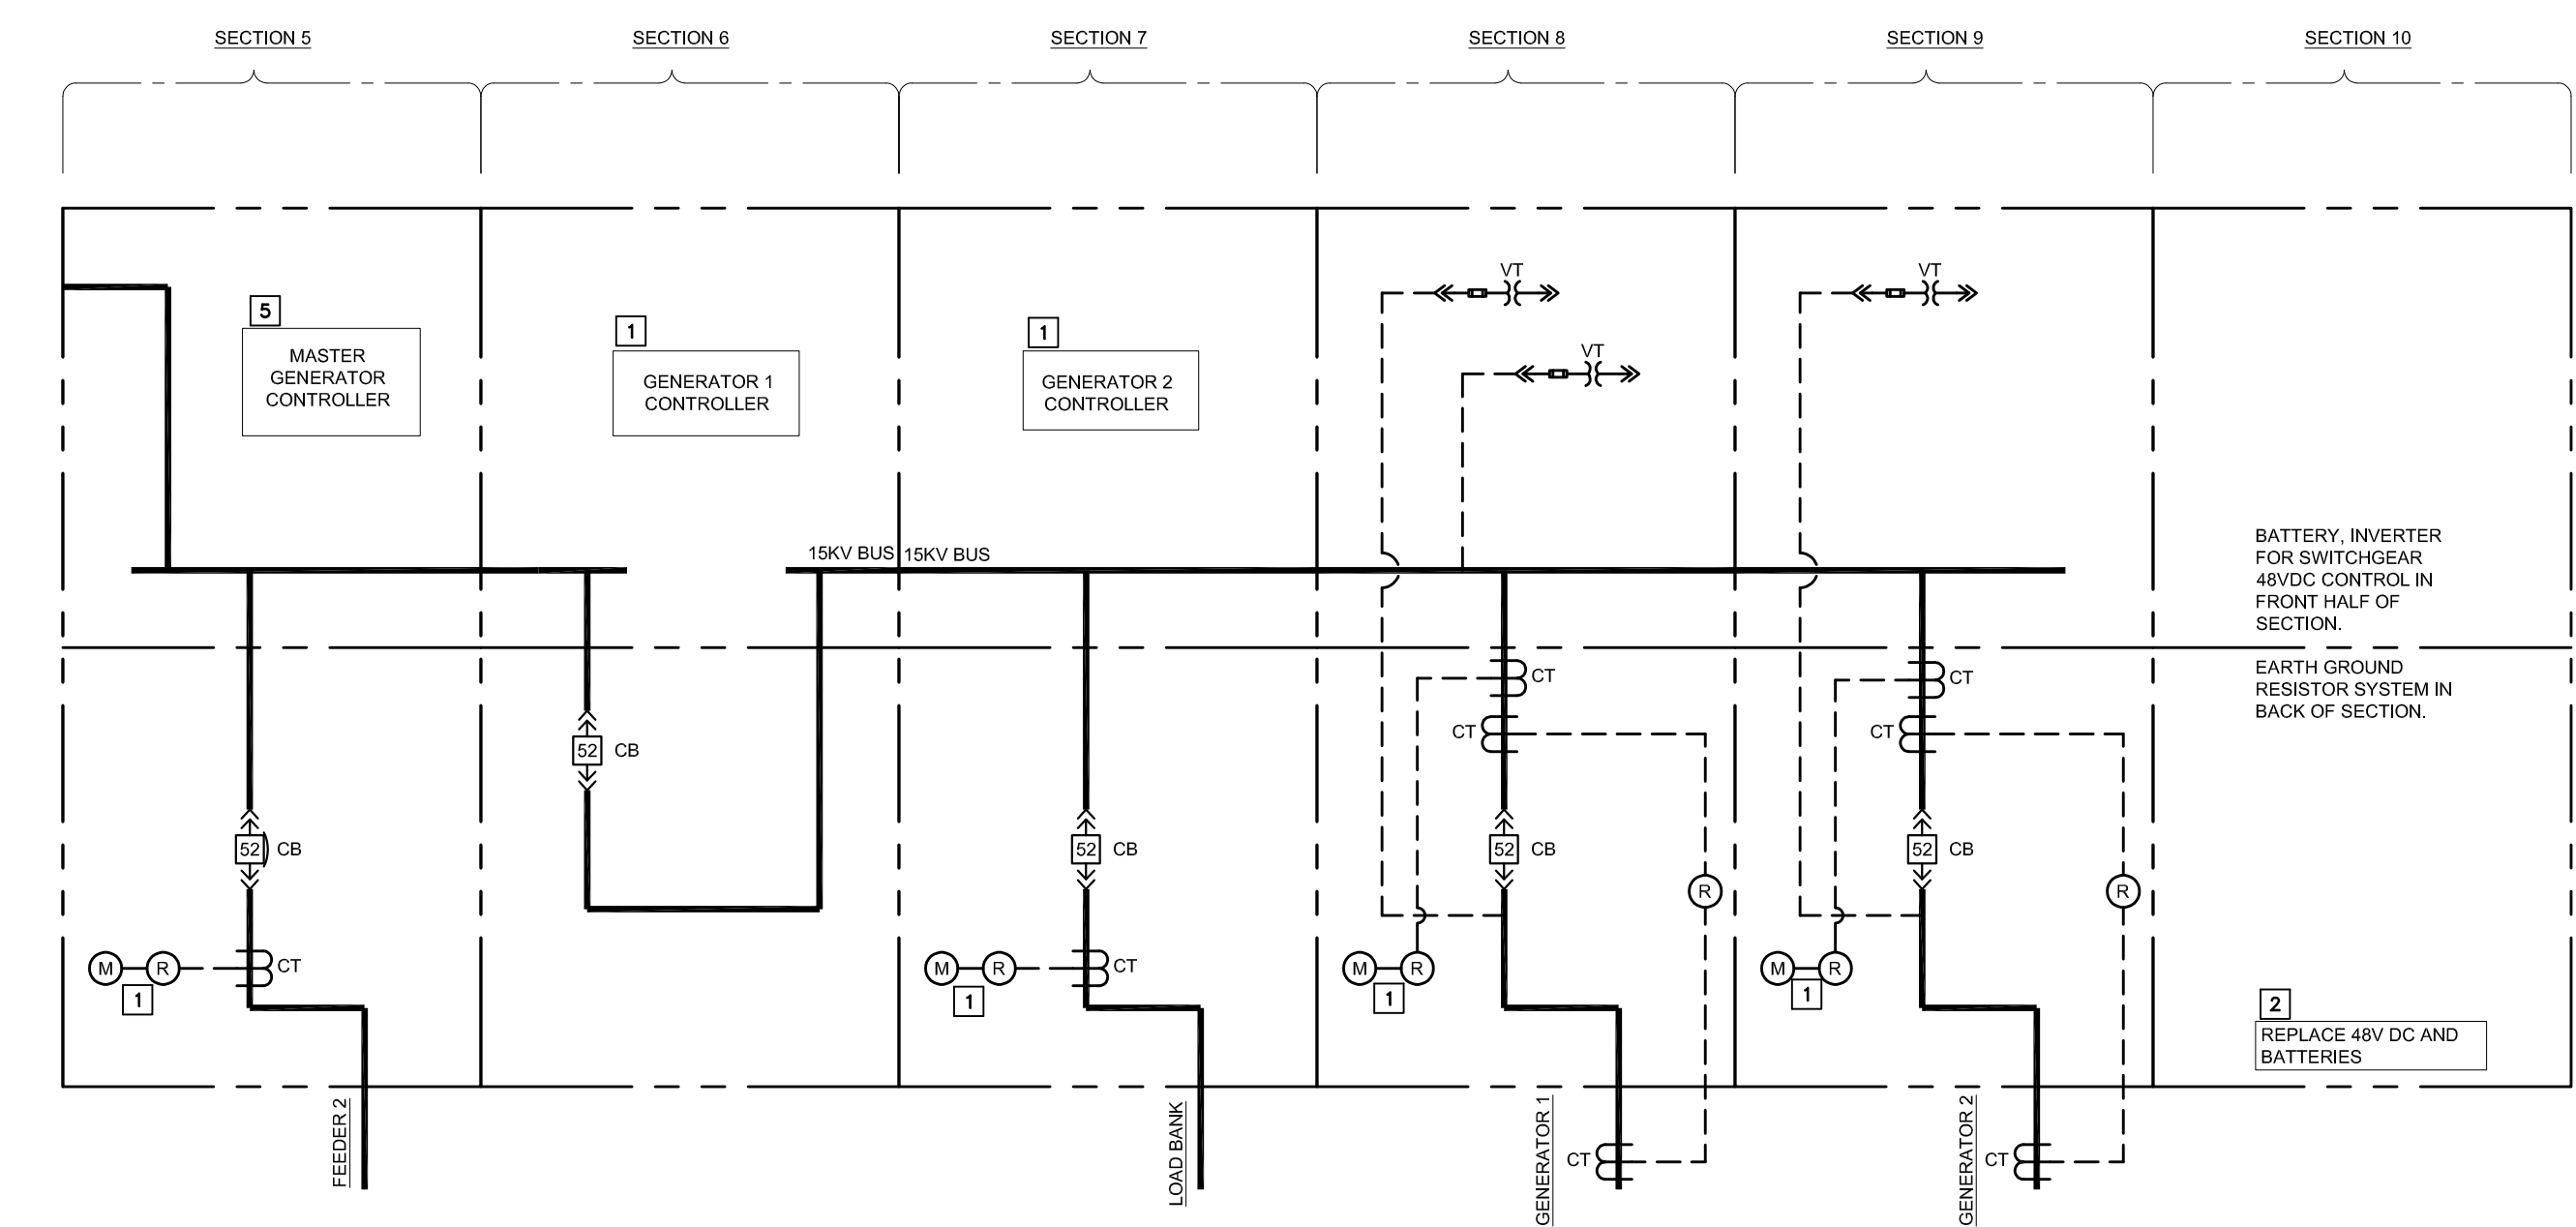 SECTION 5
SECTION 6
SECTION 7
SECTION 8
SECTION 9
SECTION 10
5
MASTER
GENERATOR
CONTROLLER
1
GENERATOR 1
CONTROLLER
1
GENERATOR 2
CONTROLLER
VT
VT
VT
15KV BUS
15KV BUS
BATTERY, INVERTER
FOR SWITCHGEAR
48VDC CONTROL IN
FRONT HALF OF
SECTION.
EARTH GROUND
RESISTOR SYSTEM IN
BACK OF SECTION.
CT
CT
CT
CT
52 CB
52 CB
52 CB
52 CB
52 CB
R
R
M R CT
1
M R CT
1
M R
1
M R
1
2
REPLACE 48V DC AND
BATTERIES
FEEDER 2
LOAD BANK
GENERATOR 1
CT
GENERATOR 2
CT